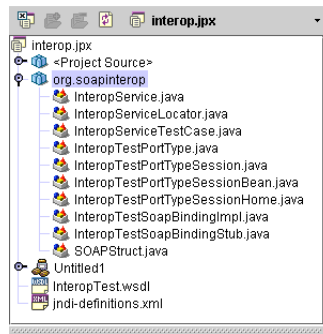 interop.jpx
interop.jpx
<Project Source>
org.soapinterop
InteropService.java
InteropServiceLocator.java
InteropServiceTestCase.java
InteropTestPortType.java
InteropTestPortTypeSession.java
InteropTestPortTypeSessionBean.java
InteropTestPortTypeSessionHome.java
InteropTestSoapBindingImpl.java
InteropTestSoapBindingStub.java
SOAPStruct.java
Untitled1
InteropTest.wsdl
jndi-definitions.xml